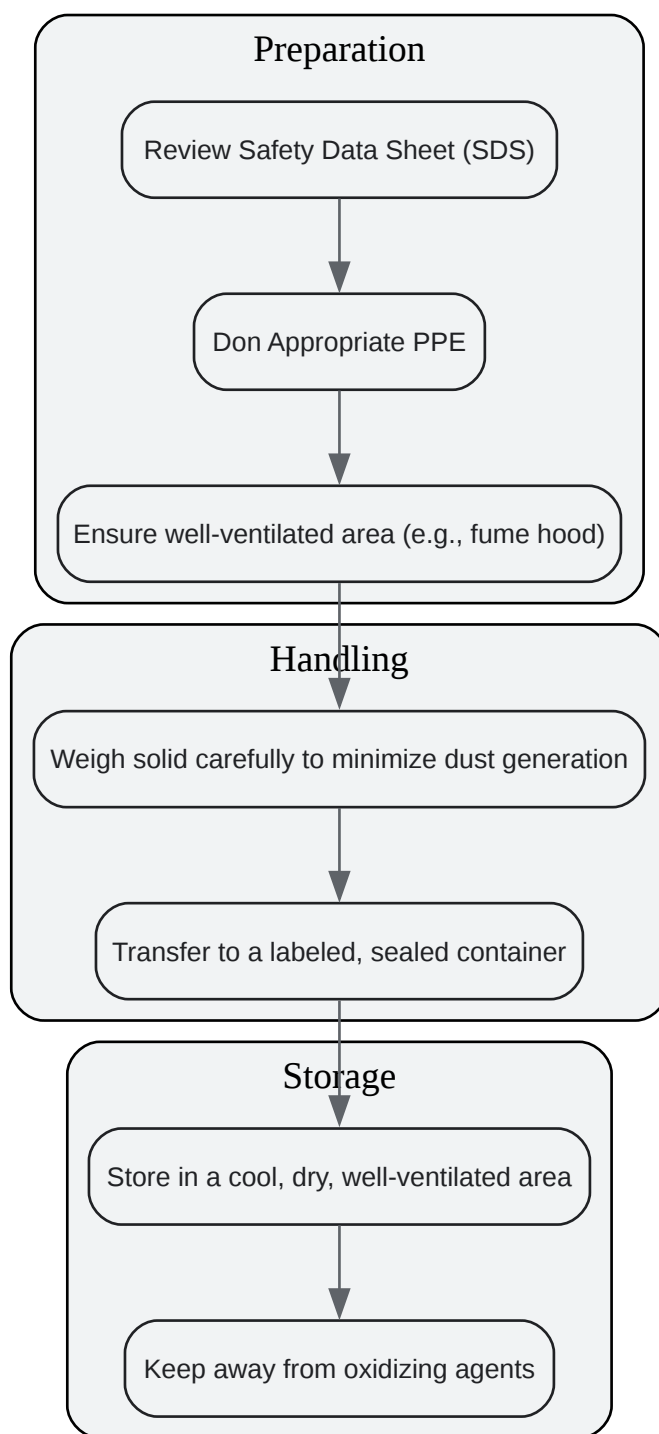 Preparation
Review Safety Data Sheet (SDS)
Don Appropriate PPE
Ensure well-ventilated area (e.g., fume hood)
Handling
Weigh solid carefully to minimize dust generation
Transfer to a labeled, sealed container
Storage
Store in a cool, dry, well-ventilated area
Keep away from oxidizing agents